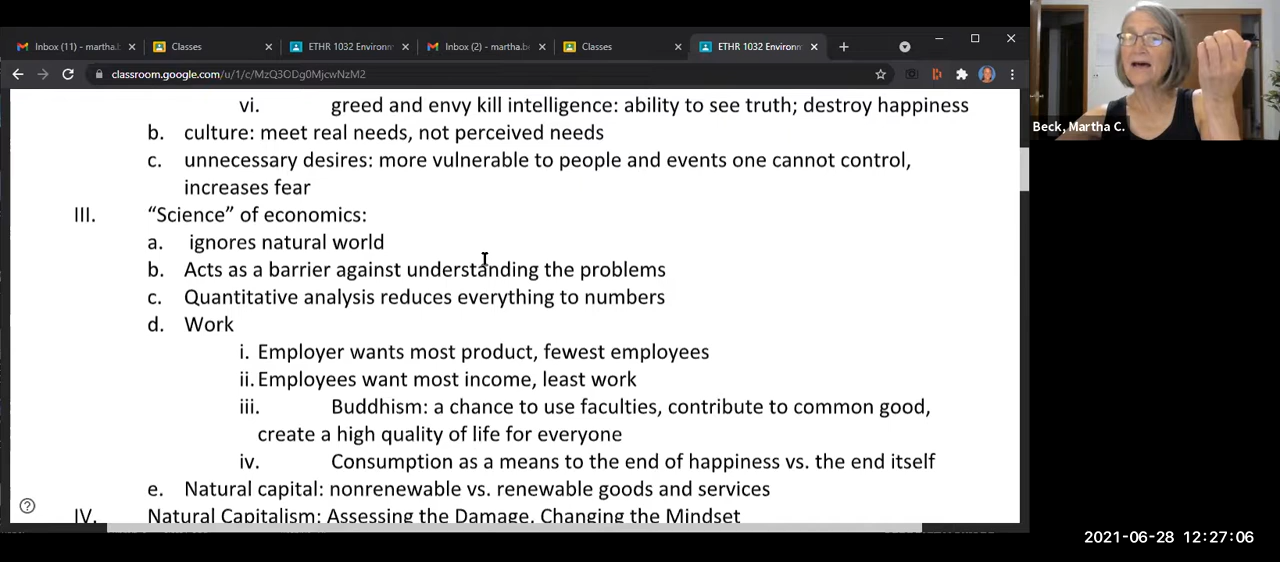 Inbox (11) - martha.b
Classes
ETHR 1032 Environm
Inbox (2) - martha.be
Classes
ETHR 1032 Environm
classroom.google.com/u/1/c/MzQ3ODg0MjcwNzM2
vi. greed and envy kill intelligence: ability to see truth; destroy happiness
b. culture: meet real needs, not perceived needs
c. unnecessary desires: more vulnerable to people and events one cannot control,
increases fear
III. “Science” of economics:
a. ignores natural world
b. Acts as a barrier against understanding the problems
c. Quantitative analysis reduces everything to numbers
d. Work
i. Employer wants most product, fewest employees
ii. Employees want most income, least work
iii. Buddhism: a chance to use faculties, contribute to common good,
create a high quality of life for everyone
iv. Consumption as a means to the end of happiness vs. the end itself
e. Natural capital: nonrenewable vs. renewable goods and services
IV. Natural Capitalism: Assessing the Damage, Changing the Mindset
Beck, Martha C.
2021-06-28 12:27:06